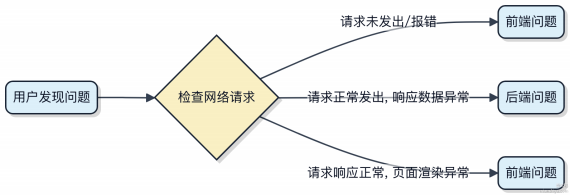 用户发现问题
检查网络请求
请求未发出/报错
前端问题
请求正常发出, 响应数据异常
后端问题
请求响应正常, 页面渲染异常
前端问题